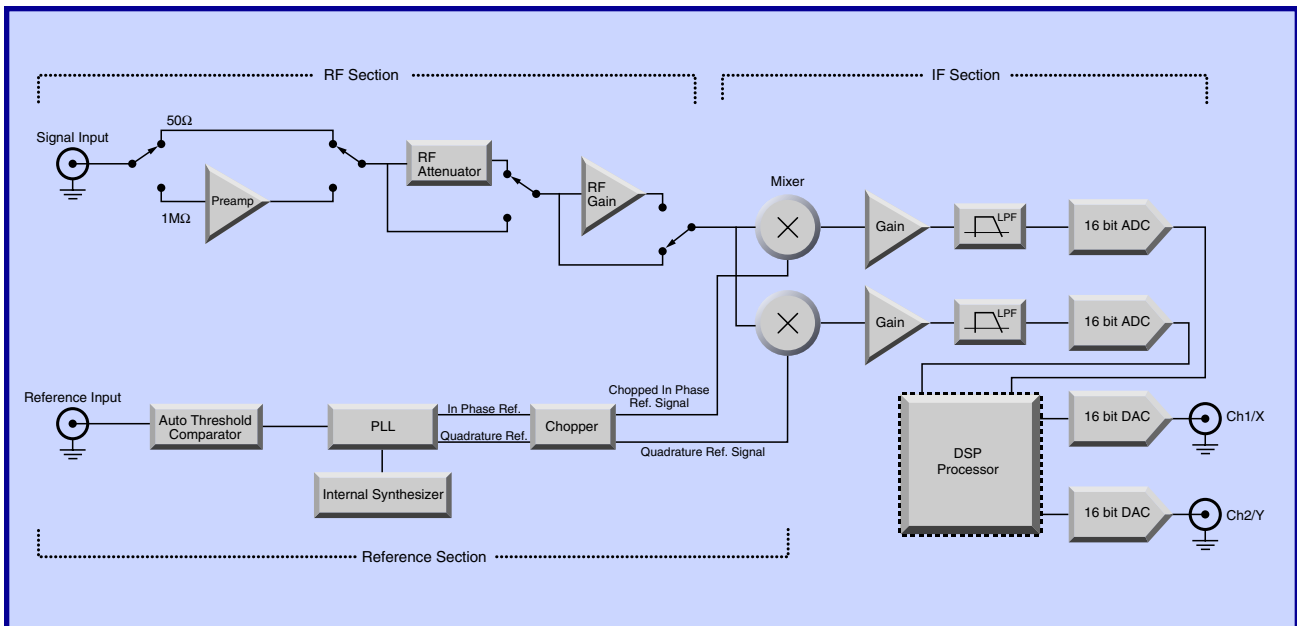 RF Section
IF Section
Signal Input
50Ω
1MΩ
Preamp
RF
Attenuator
RF
Gain
Mixer
Gain
LPF
16 bit ADC
Gain
LPF
16 bit ADC
Reference Input
Auto Threshold
Comparator
PLL
In Phase Ref.
Quadrature Ref.
Chopper
Chopped In Phase
Ref. Signal
Quadrature Ref. Signal
Internal Synthesizer
DSP
Processor
16 bit DAC
Ch1/X
16 bit DAC
Ch2/Y
Reference Section